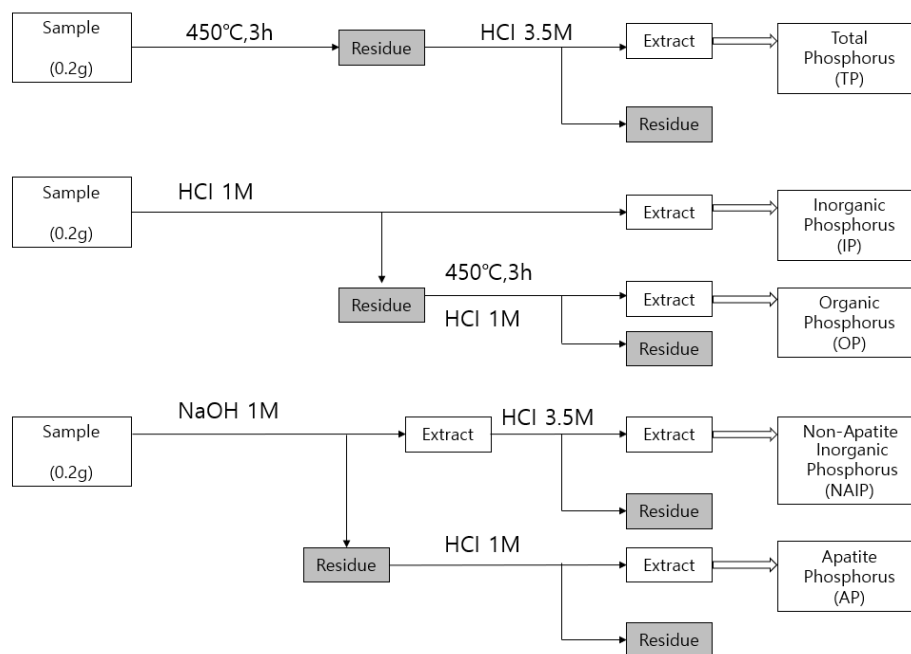 Sample
(0.2g)
450℃,3h
Residue
HCl 3.5M
Extract
Total
Phosphorus
(TP)
Residue
Sample
(0.2g)
HCl 1M
Extract
Inorganic
Phosphorus
(IP)
Residue
450℃,3h
HCl 1M
Extract
Organic
Phosphorus
(OP)
Residue
Sample
(0.2g)
NaOH 1M
Extract
HCl 3.5M
Extract
Non-Apatite
Inorganic
Phosphorus
(NAIP)
Residue
Residue
HCl 1M
Extract
Apatite
Phosphorus
(AP)
Residue